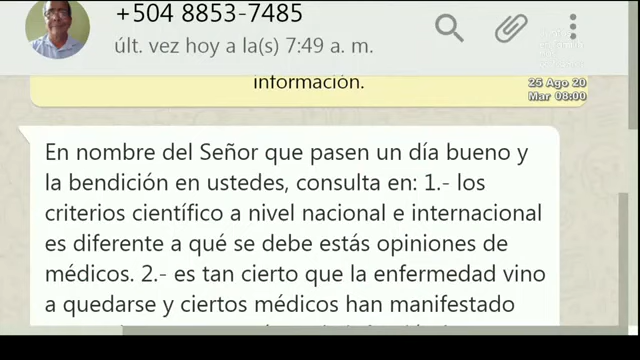 +504 8853-7485
últ. vez hoy a la(s) 7:49 a. m.
información.
25 Ago 20
Mar 08:00
En nombre del Señor que pasen un día bueno y
la bendición en ustedes, consulta en: 1.- los
criterios científico a nivel nacional e internacional
es diferente a qué se debe estás opiniones de
médicos. 2.- es tan cierto que la enfermedad vino
a quedarse y ciertos médicos han manifestado